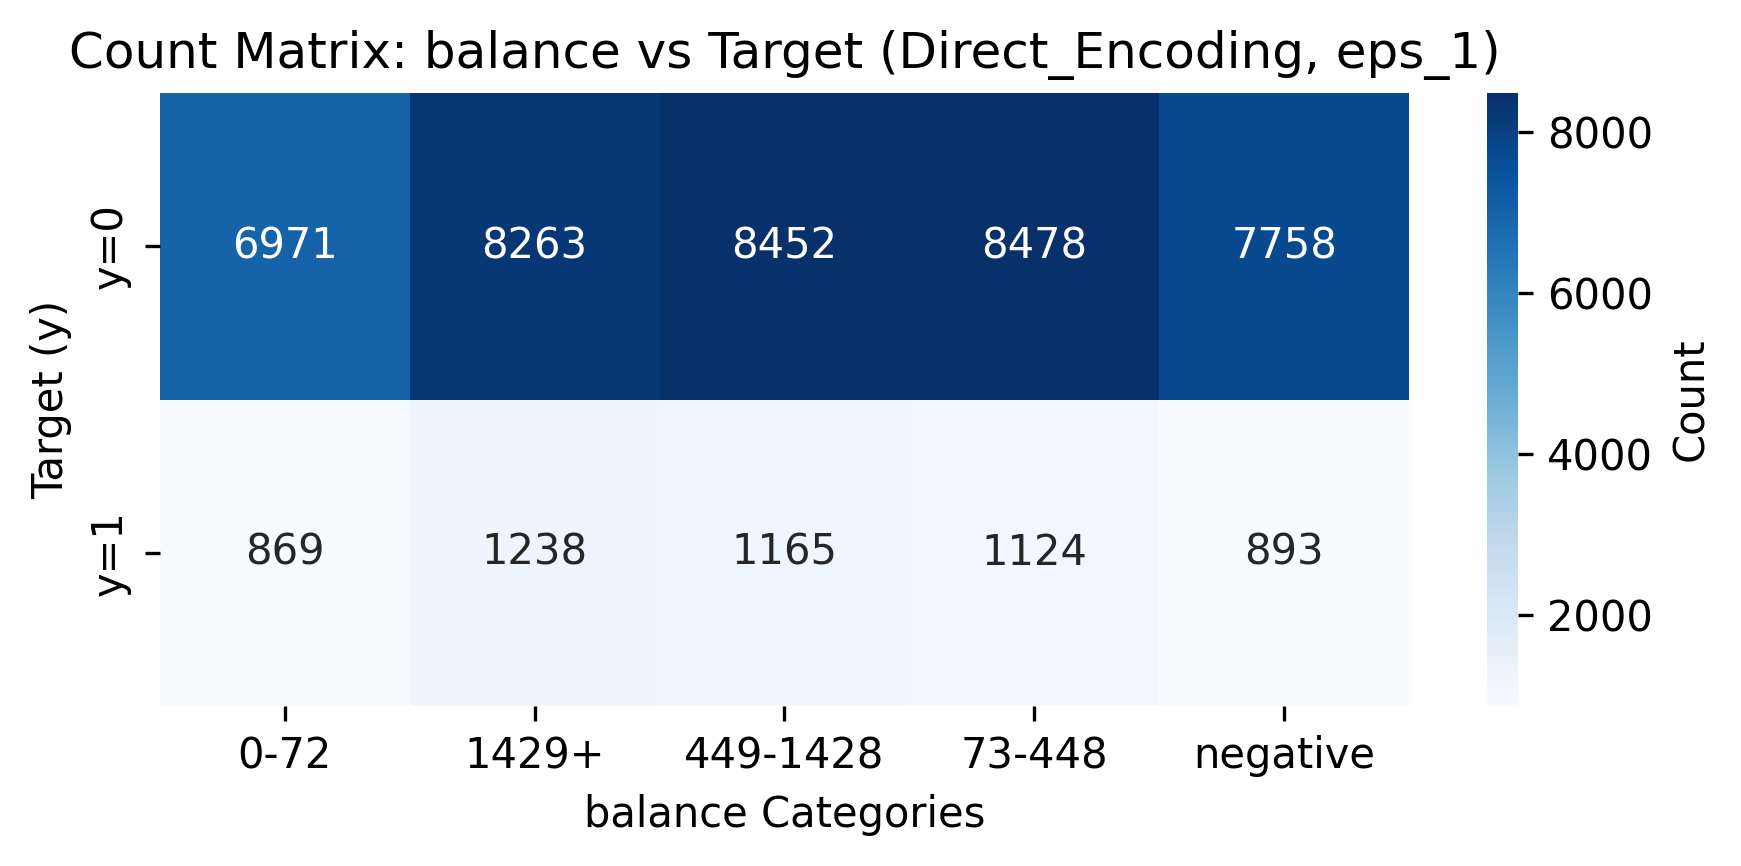 Count Matrix: balance vs Target (Direct_Encoding, eps_1)
Target (y)
y=0
6971 8263 8452 8478 7758
y=1
869 1238 1165 1124 893
0-72 1429+ 449-1428 73-448 negative
balance Categories
8000
6000
4000
2000
Count